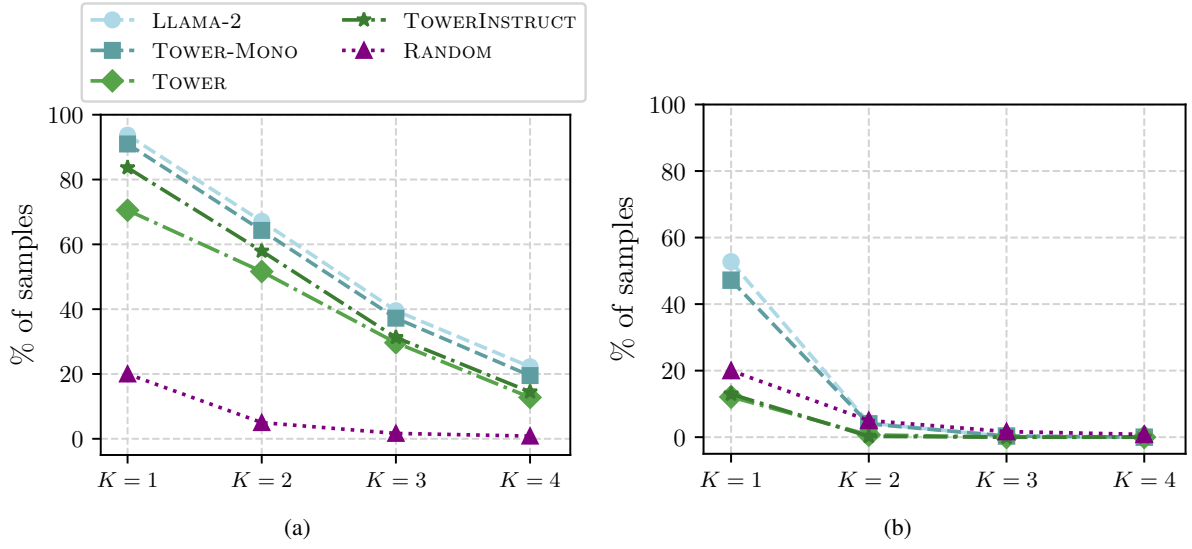 LLAMA-2
TOWER-MONO
TOWER
TOWERINSTRUCT
RANDOM
% of samples
100
80
60
40
20
0
K = 1
K = 2
K = 3
K = 4
(a)
% of samples
100
80
60
40
20
0
K = 1
K = 2
K = 3
K = 4
(b)